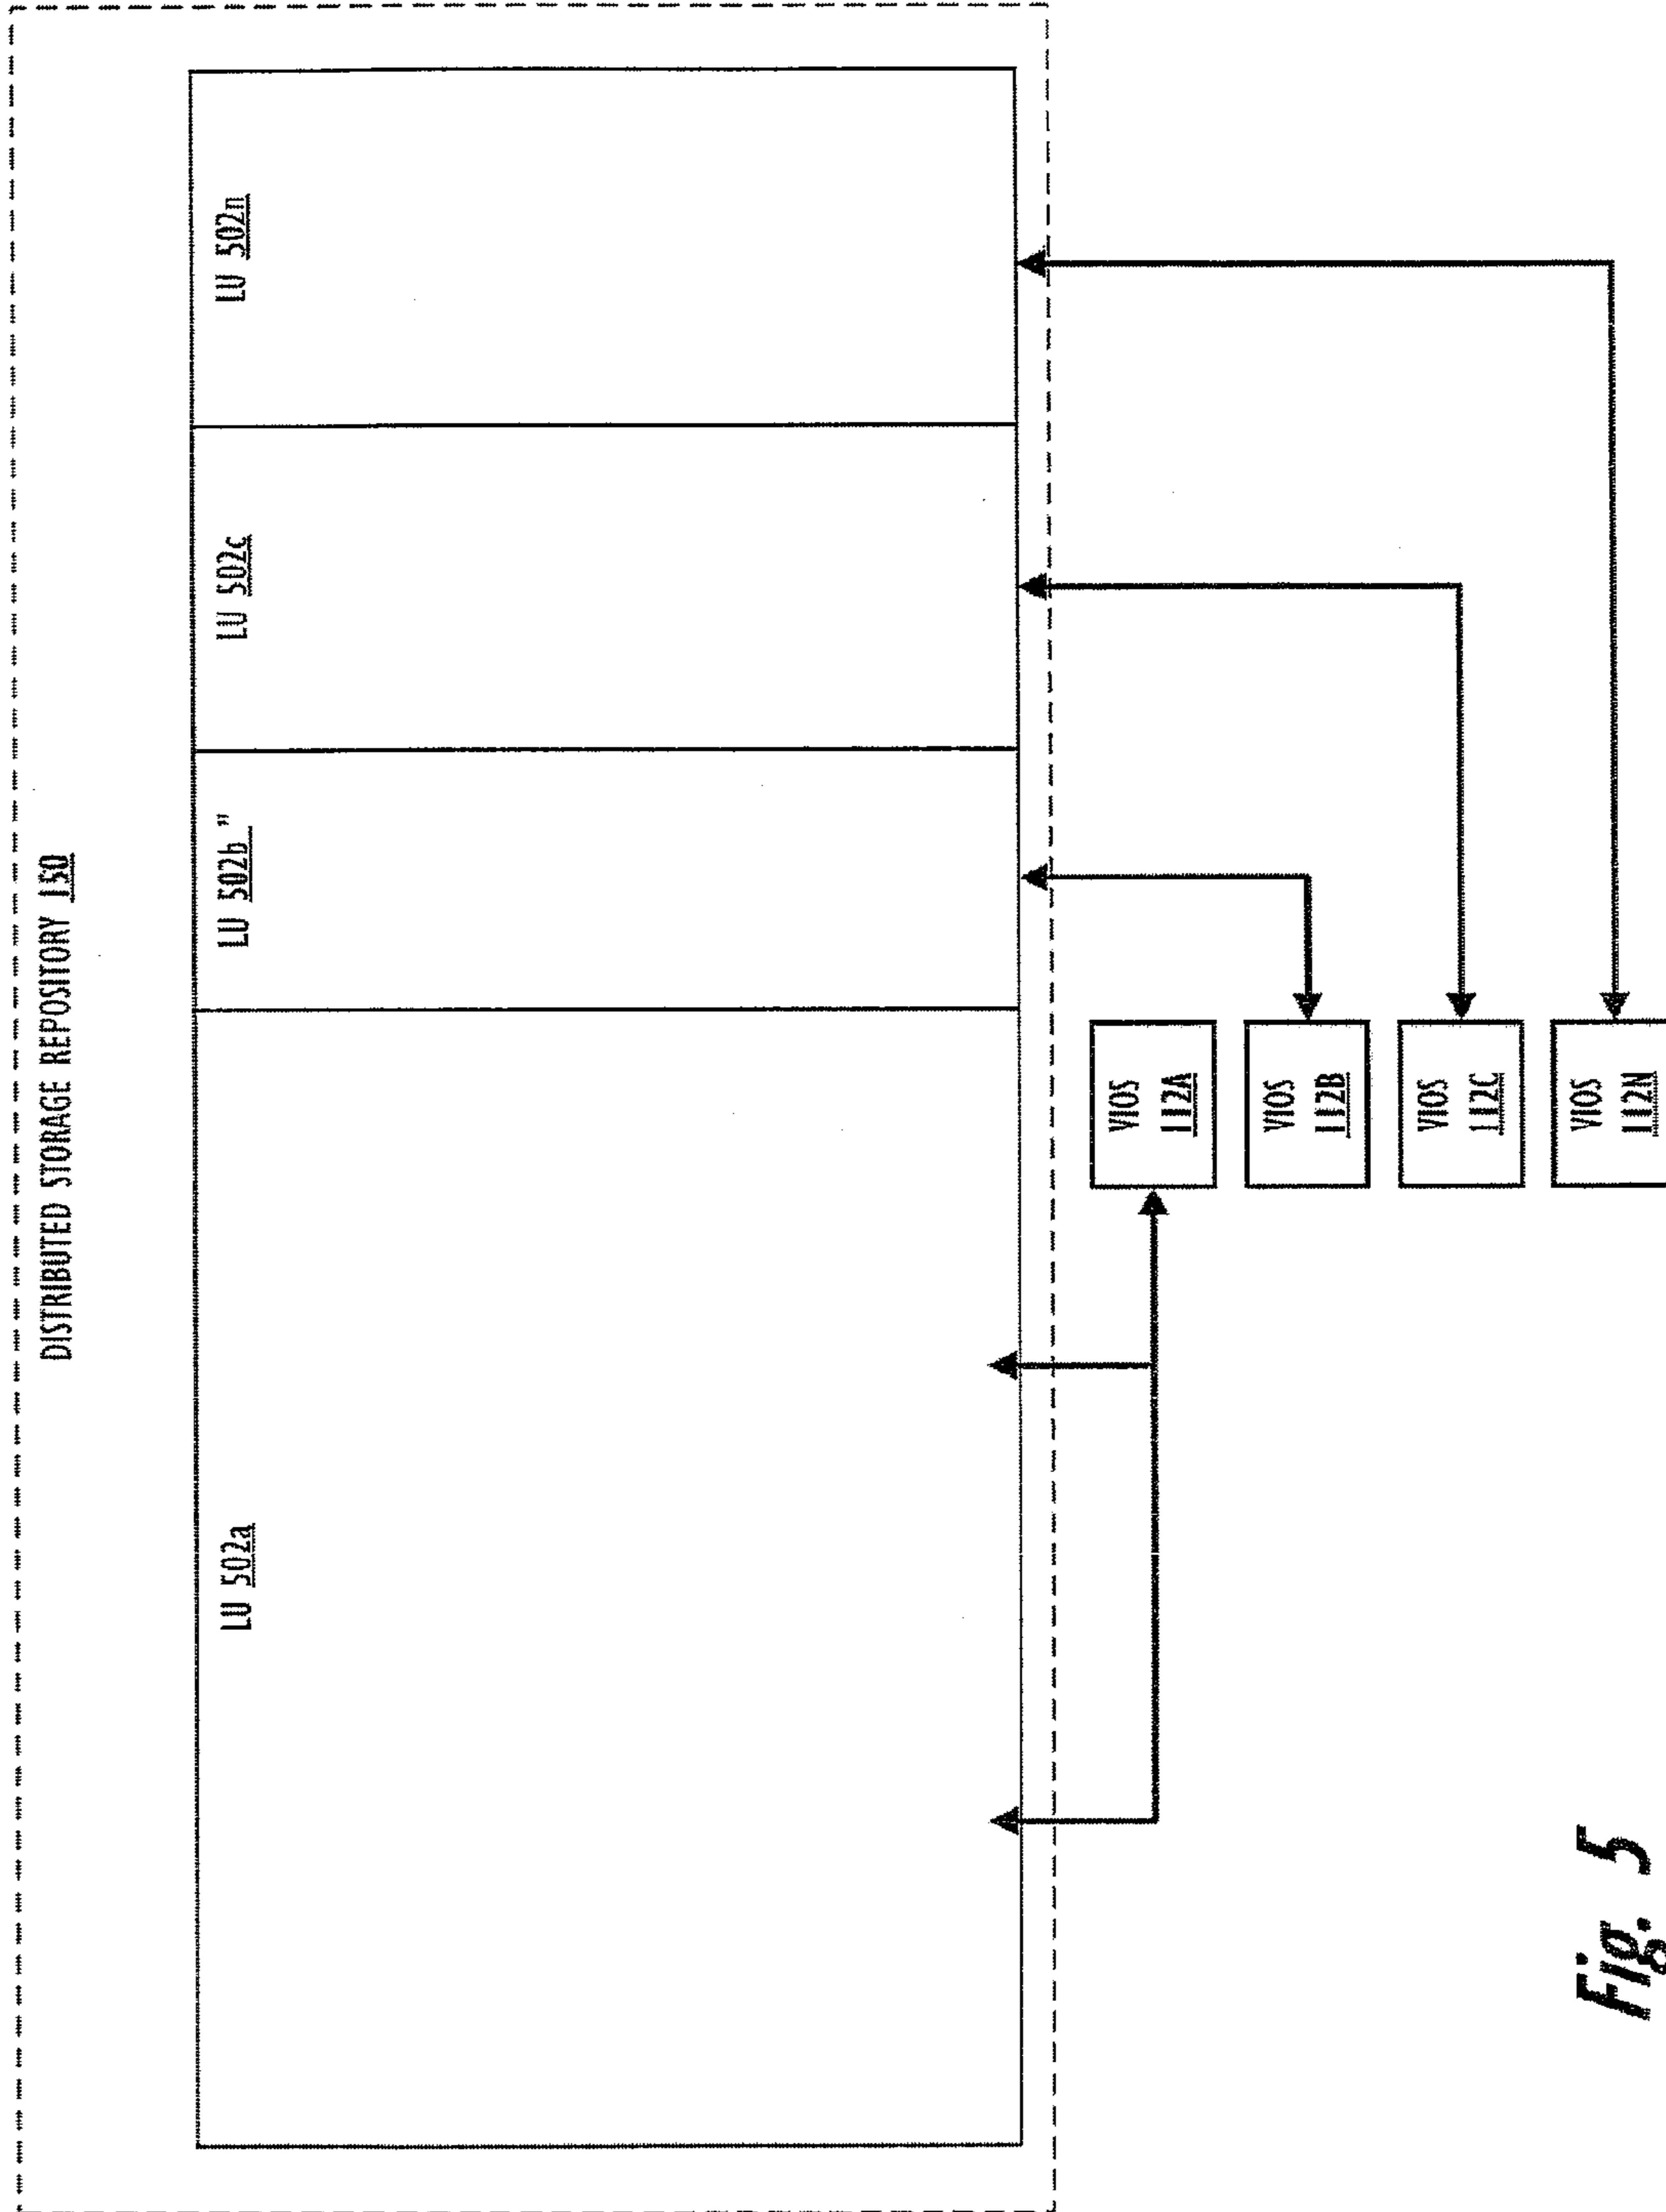 DISTRIBUTED STORAGE REPOSITORY 150
LU 502a
LU 502b"
LU 502c
LU 502n
VIOS
112A
VIOS
112B
VIOS
112C
VIOS
112N
Fig. 5